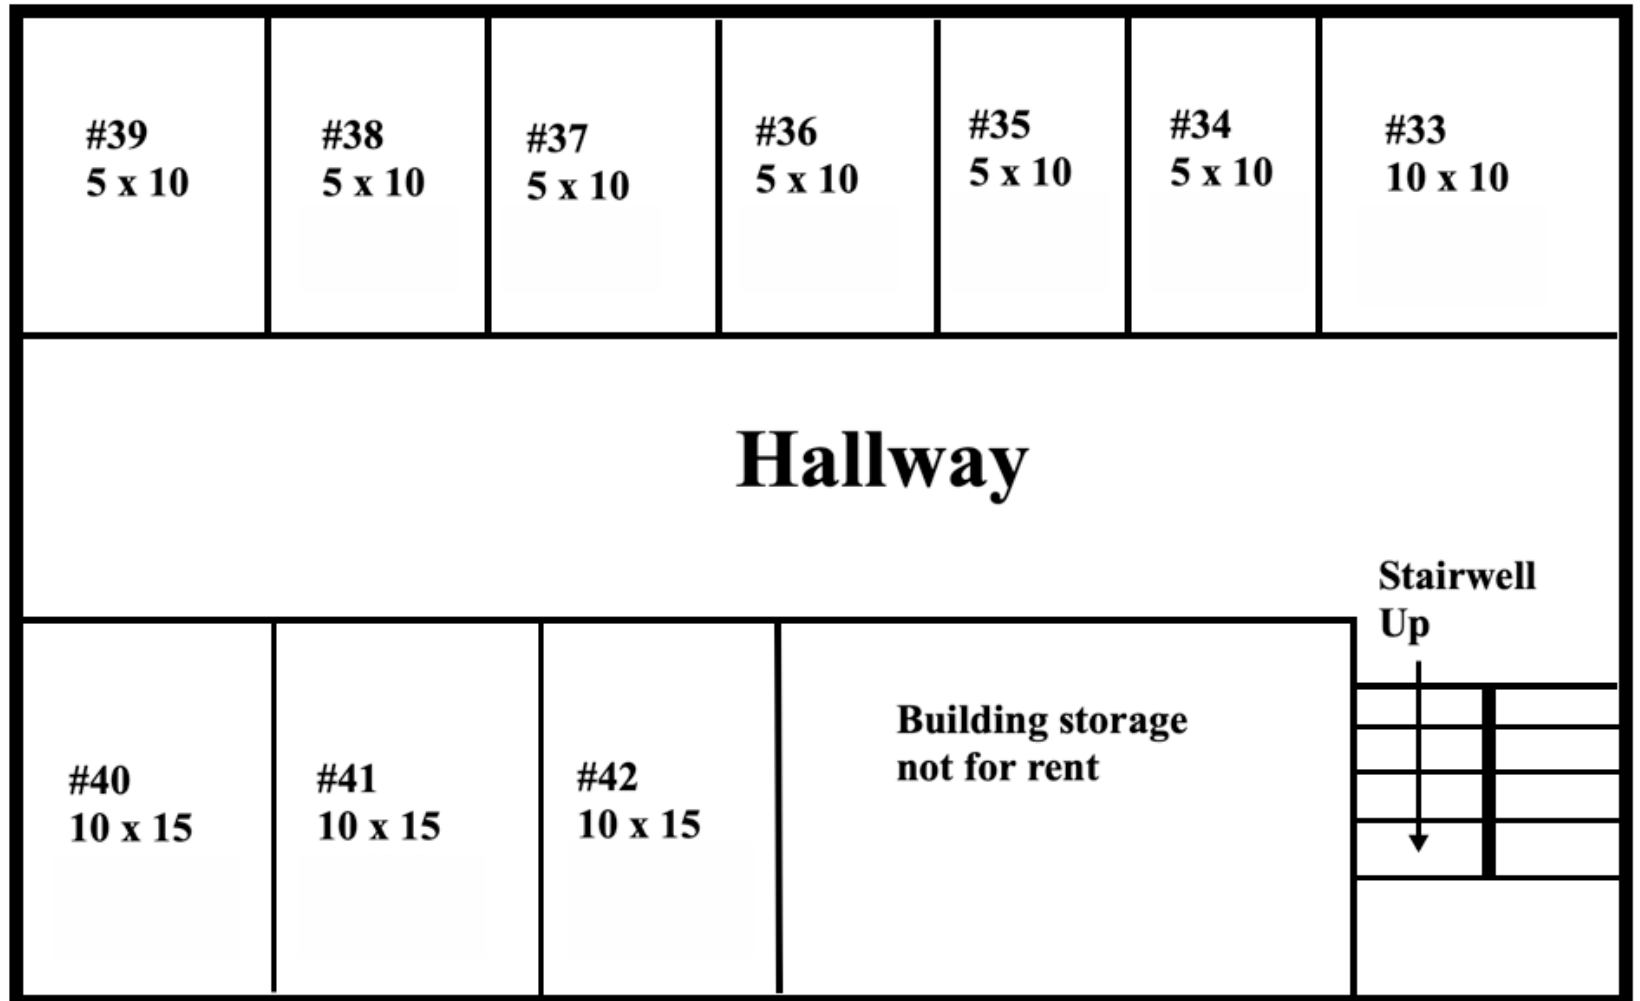 #39
5 x 10
#38
5 x 10
#37
5 x 10
#36
5 x 10
#35
5 x 10
#34
5 x 10
#33
10 x 10
Hallway
Stairwell
Up
#40
10 x 15
#41
10 x 15
#42
10 x 15
Building storage
not for rent